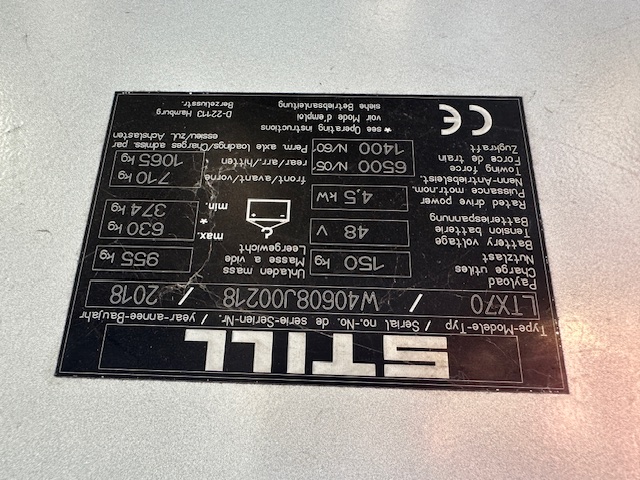 STILL
Type-Modele-Typ / Serial no.-No. de serie-Serien-Nr. / year-annee-Baujahr
LTX70 / W40608J00218 / 2018
Payload
Charge utiles
Nutzlast
150 kg
Unladen mass
Masse a vide
Leergewicht
955 kg
Battery voltage
Tension batterie
Battariespannung
48 V
max. 630 kg
*
min. 374 kg
Rated drive power
Puissance motr.nom.
Nenn-Antriebsleist.
4,5 kW
front/avant/vorne 710 kg
Towing force
Force de train
Zugkraft
6500 N/05'
1400 N/60'
rear/ar/hitten 1065 kg
Perm. axle loadings/Charges admiss. par
essieu/zul. Achslasten
CE
* see Operating instructions
voir Mode d'emploi
siehe Betriebsanleitung
Berzeliusstr.
D-22113 Hamburg